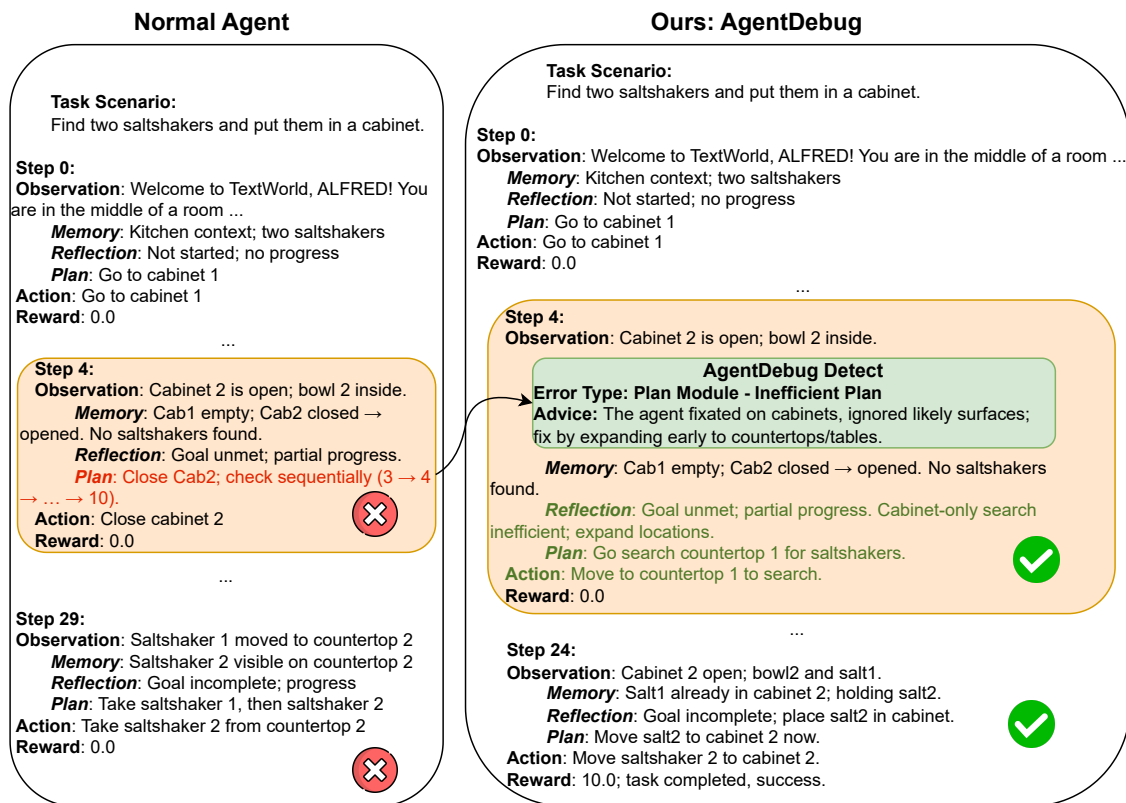 Normal Agent
Task Scenario:
Find two saltshakers and put them in a cabinet.
Step 0:
Observation: Welcome to TextWorld, ALFRED! You
are in the middle of a room ...
Memory: Kitchen context; two saltshakers
Reflection: Not started; no progress
Plan: Go to cabinet 1
Action: Go to cabinet 1
Reward: 0.0
...
Step 4:
Observation: Cabinet 2 is open; bowl 2 inside.
Memory: Cab1 empty; Cab2 closed →
opened. No saltshakers found.
Reflection: Goal unmet; partial progress.
Plan: Close Cab2; check sequentially (3 → 4
→ ... → 10).
Action: Close cabinet 2
Reward: 0.0
...
Step 29:
Observation: Saltshaker 1 moved to countertop 2
Memory: Saltshaker 2 visible on countertop 2
Reflection: Goal incomplete; progress
Plan: Take saltshaker 1, then saltshaker 2
Action: Take saltshaker 2 from countertop 2
Reward: 0.0
Ours: AgentDebug
Task Scenario:
Find two saltshakers and put them in a cabinet.
Step 0:
Observation: Welcome to TextWorld, ALFRED! You are in the middle of a room ...
Memory: Kitchen context; two saltshakers
Reflection: Not started; no progress
Plan: Go to cabinet 1
Action: Go to cabinet 1
Reward: 0.0
...
Step 4:
Observation: Cabinet 2 is open; bowl 2 inside.
AgentDebug Detect
Error Type: Plan Module - Inefficient Plan
Advice: The agent fixated on cabinets, ignored likely surfaces;
fix by expanding early to countertops/tables.
Memory: Cab1 empty; Cab2 closed → opened. No saltshakers
found.
Reflection: Goal unmet; partial progress. Cabinet-only search
inefficient; expand locations.
Plan: Go search countertop 1 for saltshakers.
Action: Move to countertop 1 to search.
Reward: 0.0
...
Step 24:
Observation: Cabinet 2 open; bowl2 and salt1.
Memory: Salt1 already in cabinet 2; holding salt2.
Reflection: Goal incomplete; place salt2 in cabinet.
Plan: Move salt2 to cabinet 2 now.
Action: Move saltshaker 2 to cabinet 2.
Reward: 10.0; task completed, success.